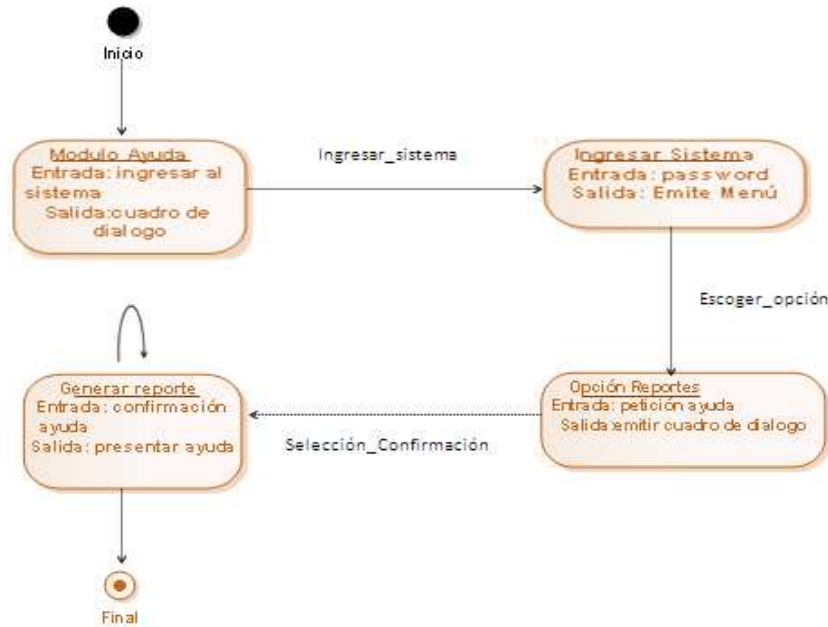 Inicio
Modulo Ayuda
Entrada: ingresar al
sistema
Salida:cuadro de
dialogo
Ingresar_sistema
Ingresar Sistema
Entrada: password
Salida: Emite Menú
Escoger_opción
Opción Reportes
Entrada: petición ayuda
Salida:emitir cuadro de dialogo
Selección_Confirmación
Generar reporte
Entrada: confirmación
ayuda
Salida: presentar ayuda
Final